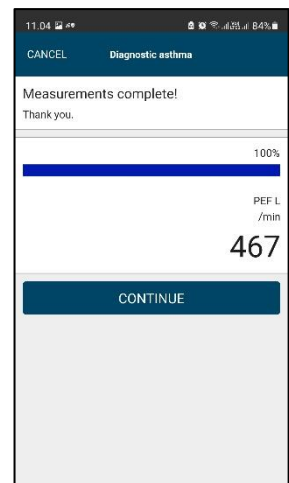 11.04 84%
CANCEL Diagnostic asthma
Measurements complete!
Thank you.
100%
PEF L
/min
467
CONTINUE